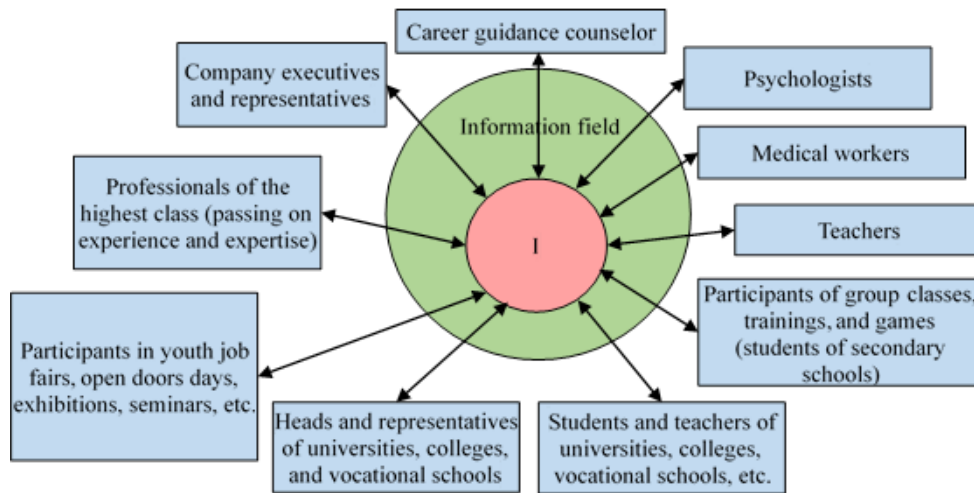 Career guidance counselor
Company executives
and representatives
Psychologists
Information field
Medical workers
Professionals of the
highest class (passing on
experience and expertise)
Teachers
I
Participants of group classes,
trainings, and games
(students of secondary
schools)
Participants in youth job
fairs, open doors days,
exhibitions, seminars, etc.
Heads and representatives
of universities, colleges,
and vocational schools
Students and teachers of
universities, colleges,
vocational schools, etc.